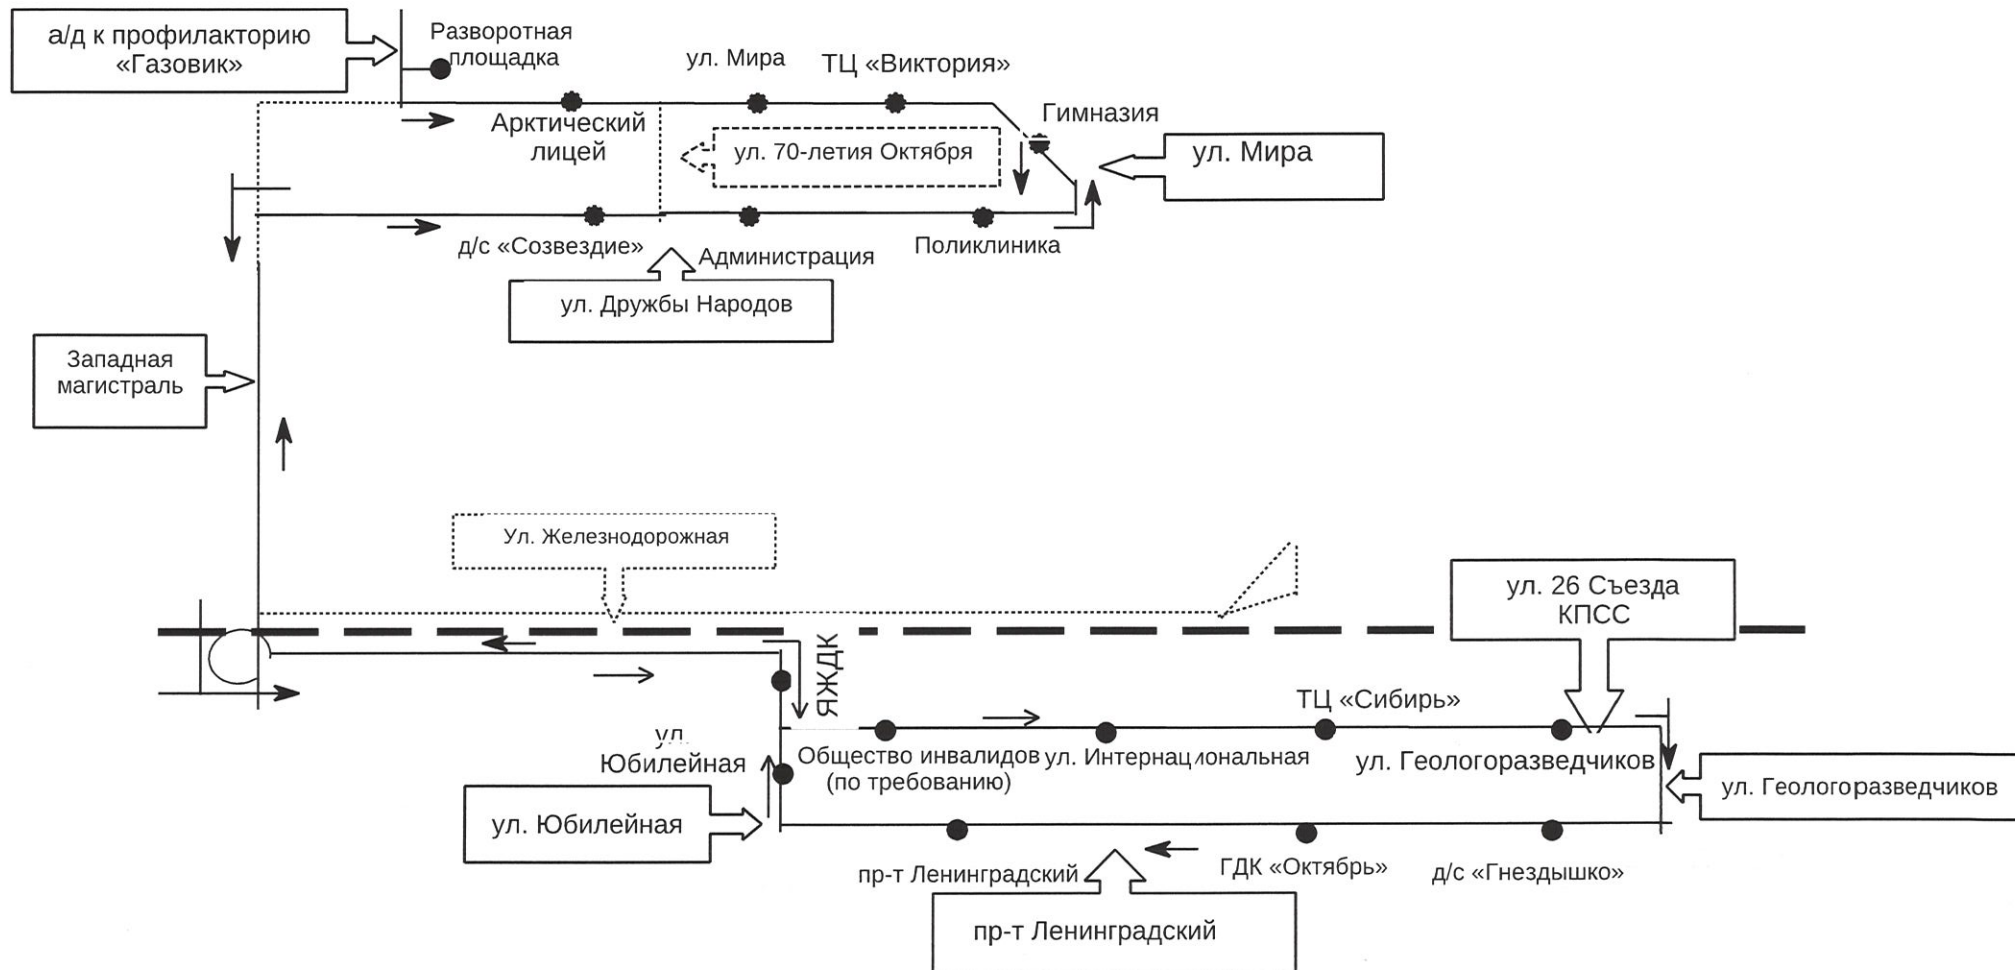 а/д к профилакторию
«Газовик»
Разворотная
площадка
ул. Мира
ТЦ «Виктория»
Гимназия
Арктический
лицей
ул. 70-летия Октября
ул. Мира
д/с «Созвездие»
Администрация
Поликлиника
ул. Дружбы Народов
Западная
магистраль
Ул. Железнодорожная
ул. 26 Съезда
КПСС
ЯЖДК
ТЦ «Сибирь»
ул.
Юбилейная
Общество инвалидов
(по требованию)
ул. Интернациональная
ул. Геологоразведчиков
ул. Геологоразведчиков
ул. Юбилейная
пр-т Ленинградский
ГДК «Октябрь»
д/с «Гнездышко»
пр-т Ленинградский